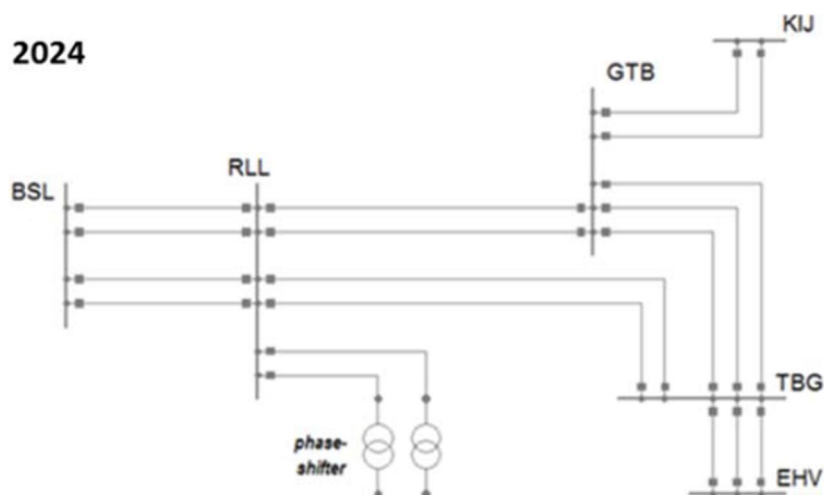 2024
KIJ
GTB
BSL
RLL
TBG
phase-
shifter
EHV